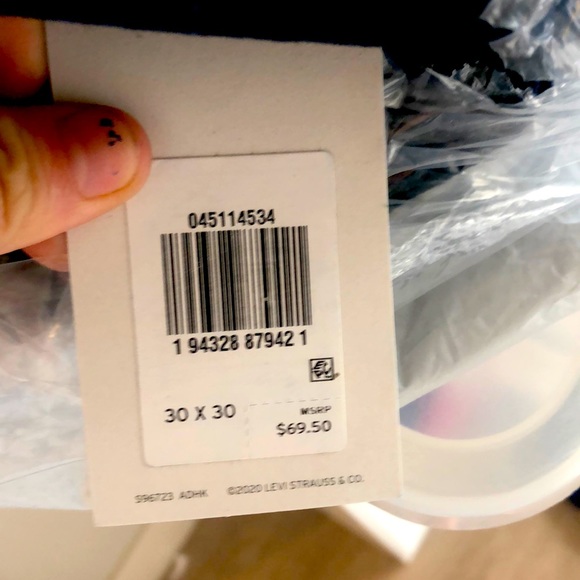 045114534
1 94328 87942 1
30 X 30
MSRP
$69.50
596723 ADHK ©2020 LEVI STRAUSS & CO.